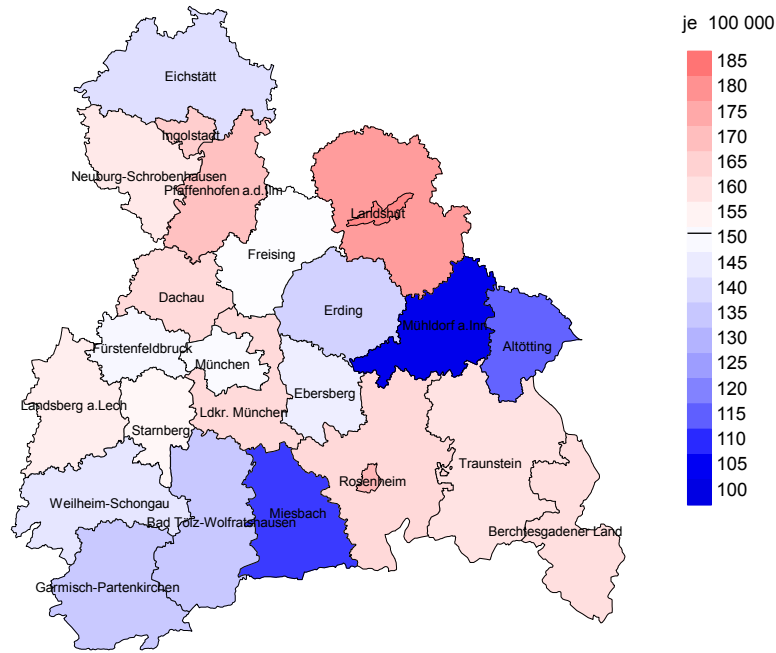 je 100 000
185
180
175
170
165
160
155
150
145
140
135
130
125
120
115
110
105
100
Eichstätt
Ingolstadt
Neuburg-Schrobenhausen
Pfaffenhofen a.d.Ilm
Landshut
Freising
Dachau
Erding
Mühldorf a.Inn
Fürstenfeldbruck
Altötting
München
Ebersberg
Landsberg a.Lech
Ldkr. München
Starnberg
Traunstein
Rosenheim
Weilheim-Schongau
Miesbach
Bad Tölz-Wolfratshausen
Berchtesgadener Land
Garmisch-Partenkirchen